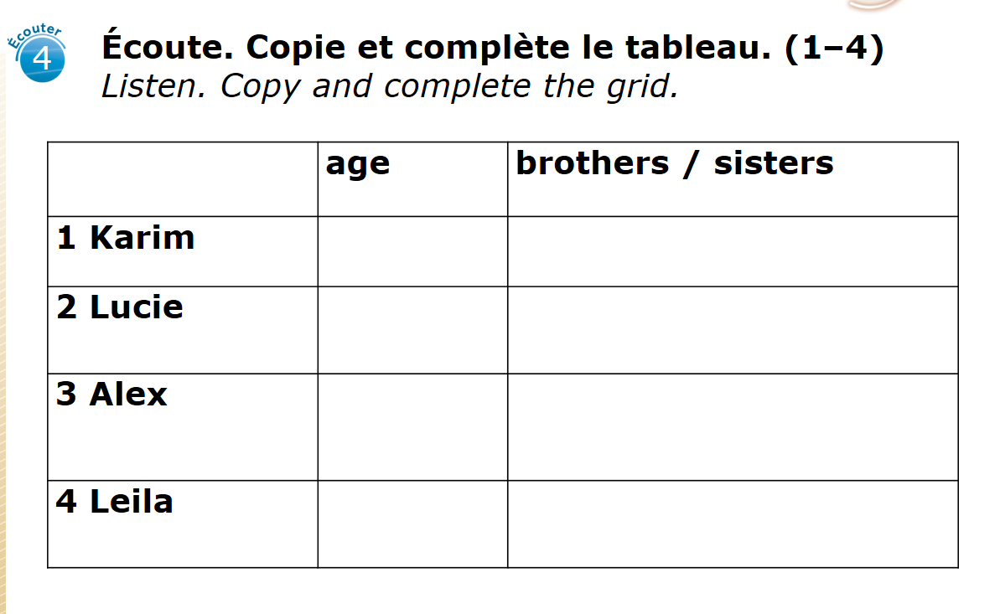 Écouter
4
Écoute. Copie et complète le tableau. (1–4)
Listen. Copy and complete the grid.
age brothers / sisters
1 Karim
2 Lucie
3 Alex
4 Leila